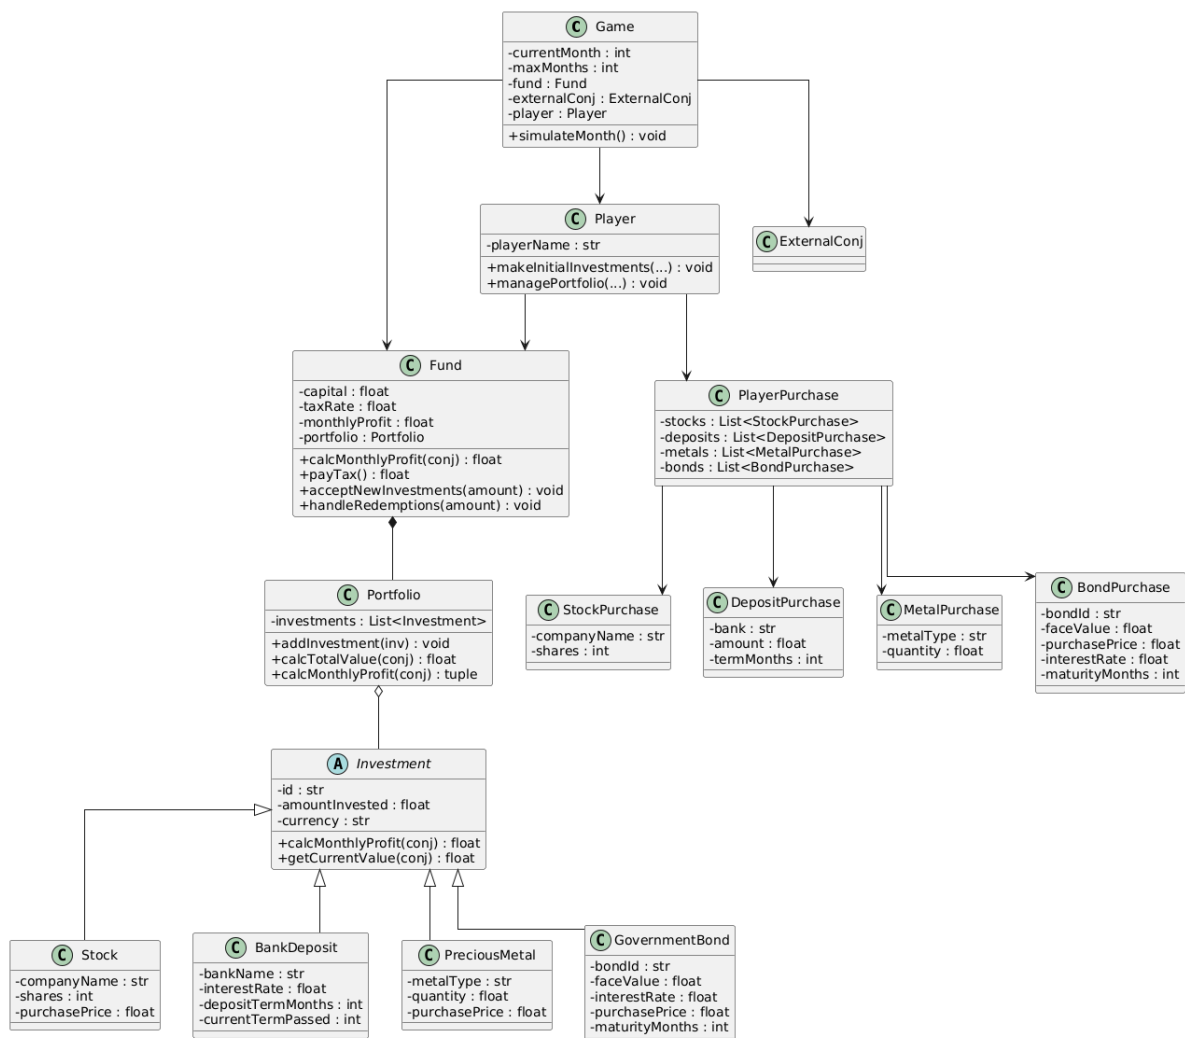 C Game
-currentMonth : int
-maxMonths : int
-fund : Fund
-externalConj : ExternalConj
-player : Player
+simulateMonth() : void
C Player
-playerName : str
+makeInitialInvestments(...) : void
+managePortfolio(...) : void
C ExternalConj
C Fund
-capital : float
-taxRate : float
-monthlyProfit : float
-portfolio : Portfolio
+calcMonthlyProfit(conj) : float
+payTax() : float
+acceptNewInvestments(amount) : void
+handleRedemptions(amount) : void
C PlayerPurchase
-stocks : List<StockPurchase>
-deposits : List<DepositPurchase>
-metals : List<MetalPurchase>
-bonds : List<BondPurchase>
C Portfolio
-investments : List<Investment>
+addInvestment(inv) : void
+calcTotalValue(conj) : float
+calcMonthlyProfit(conj) : tuple
C StockPurchase
-companyName : str
-shares : int
C DepositPurchase
-bank : str
-amount : float
-termMonths : int
C MetalPurchase
-metalType : str
-quantity : float
C BondPurchase
-bondId : str
-faceValue : float
-purchasePrice : float
-interestRate : float
-maturityMonths : int
A Investment
-id : str
-amountInvested : float
-currency : str
+calcMonthlyProfit(conj) : float
+getCurrentValue(conj) : float
C Stock
-companyName : str
-shares : int
-purchasePrice : float
C BankDeposit
-bankName : str
-interestRate : float
-depositTermMonths : int
-currentTermPassed : int
C PreciousMetal
-metalType : str
-quantity : float
-purchasePrice : float
C GovernmentBond
-bondId : str
-faceValue : float
-interestRate : float
-purchasePrice : float
-maturityMonths : int